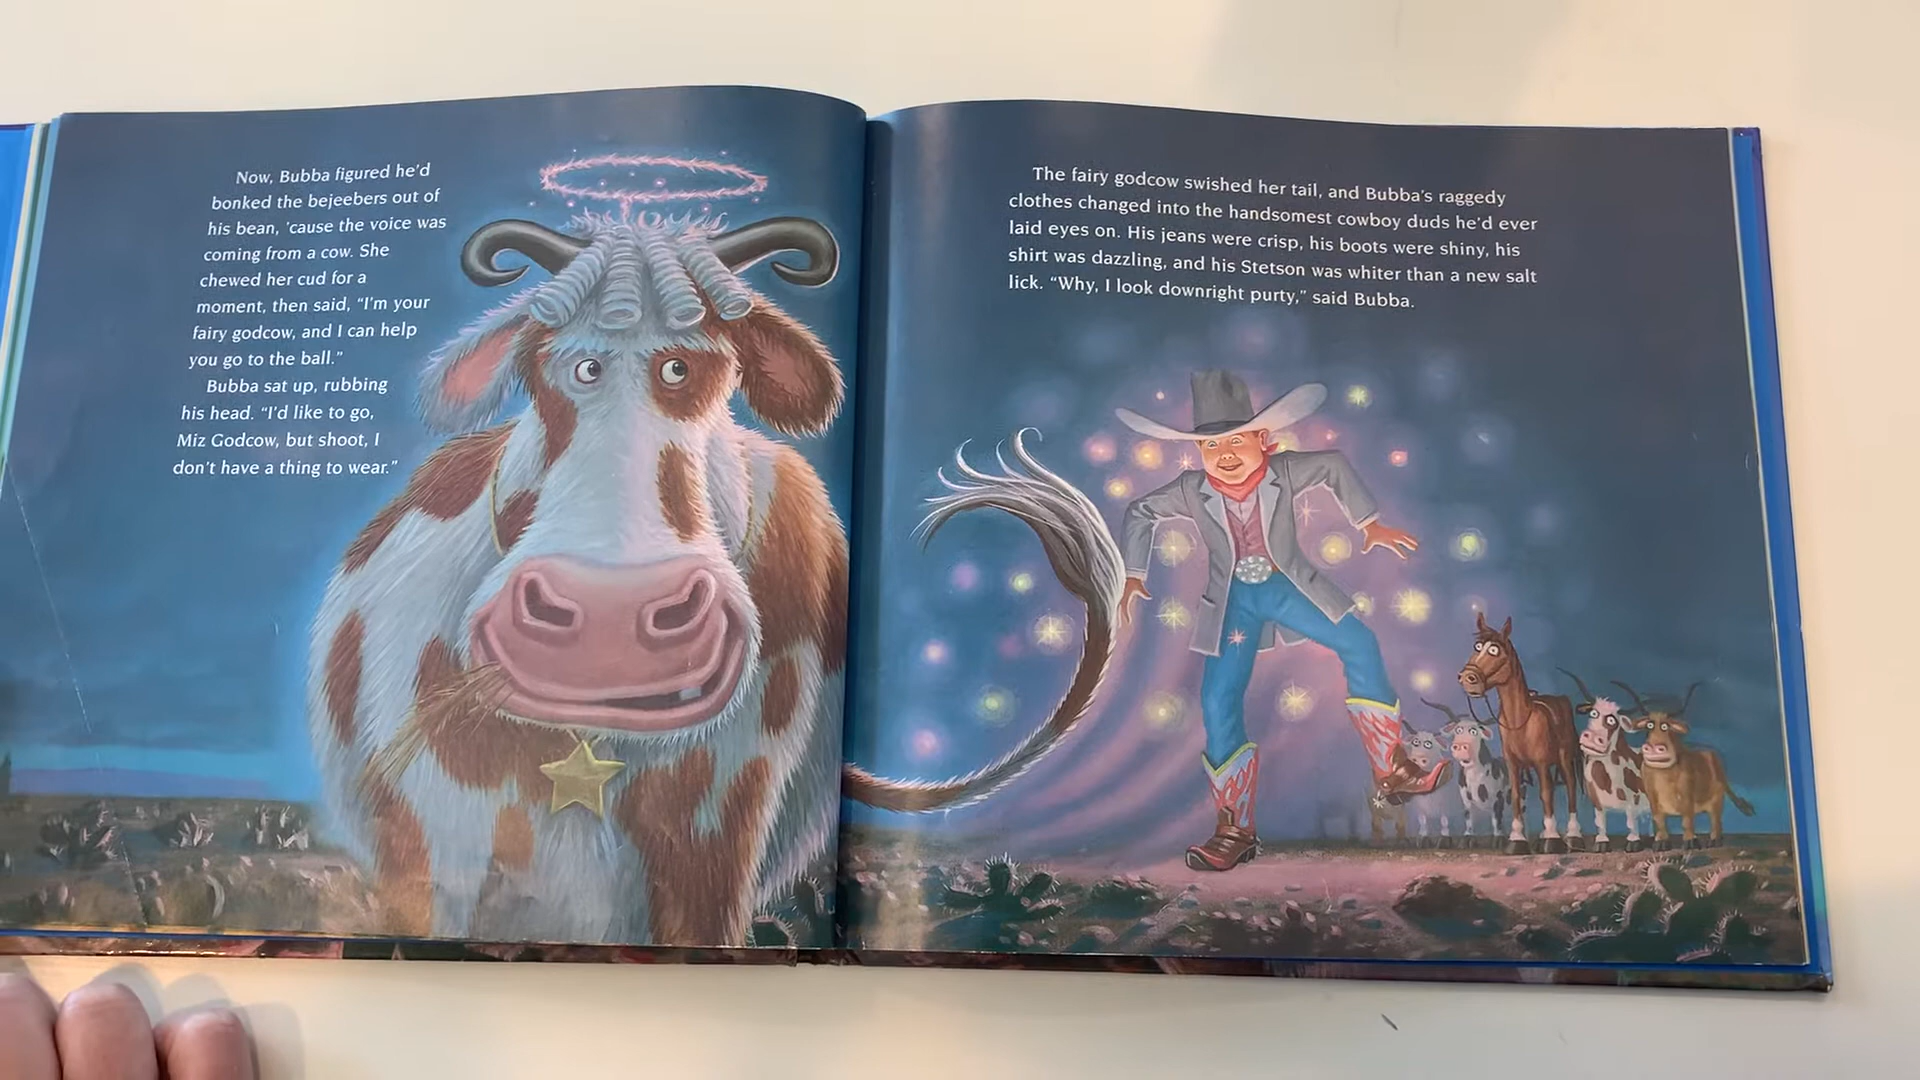 Now, Bubba figured he'd
bonked the bejeebers out of
his bean, 'cause the voice was
coming from a cow. She
chewed her cud for a
moment, then said, “I'm your
fairy godcow, and I can help
you go to the ball.”
Bubba sat up, rubbing
his head. “I'd like to go,
Miz Godcow, but shoot, I
don't have a thing to wear.”
The fairy godcow swished her tail, and Bubba's raggedy
clothes changed into the handsomest cowboy duds he'd ever
laid eyes on. His jeans were crisp, his boots were shiny, his
shirt was dazzling, and his Stetson was whiter than a new salt
lick. “Why, I look downright purty,” said Bubba.